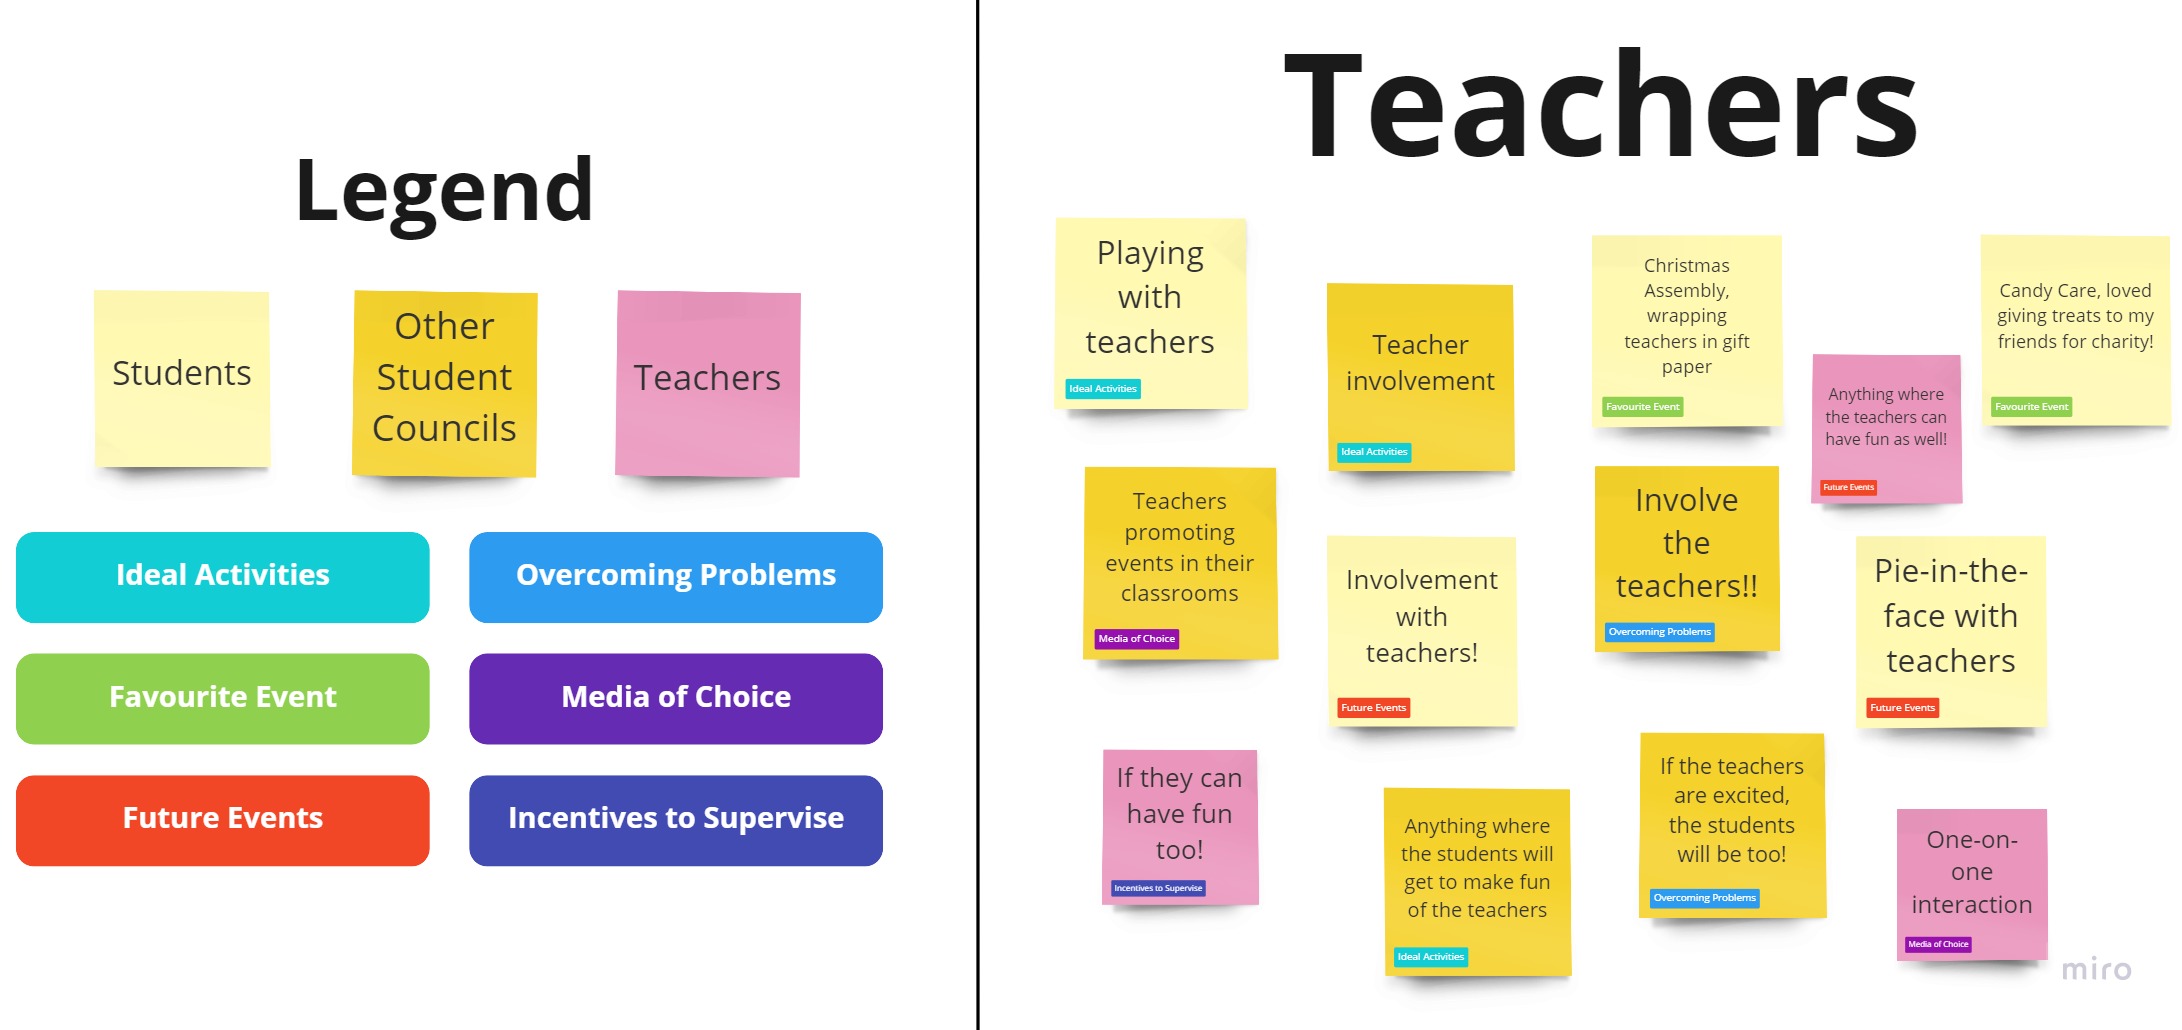 Legend
Students
Other
Student
Councils
Teachers
Ideal Activities
Overcoming Problems
Favourite Event
Media of Choice
Future Events
Incentives to Supervise
Teachers
Playing
with
teachers
Ideal Activities
Teacher
involvement
Ideal Activities
Christmas
Assembly,
wrapping
teachers in gift
paper
Favourite Event
Anything where
the teachers can
have fun as well!
Future Events
Candy Care, loved
giving treats to my
friends for charity!
Favourite Event
Teachers
promoting
events in their
classrooms
Media of Choice
Involvement
with
teachers!
Future Events
Involve
the
teachers!!
Overcoming Problems
Pie-in-the-
face with
teachers
Future Events
If they can
have fun
too!
Incentives to Supervise
Anything where
the students will
get to make fun
of the teachers
Ideal Activities
If the teachers
are excited,
the students
will be too!
Overcoming Problems
One-on-
one
interaction
Media of Choice
miro